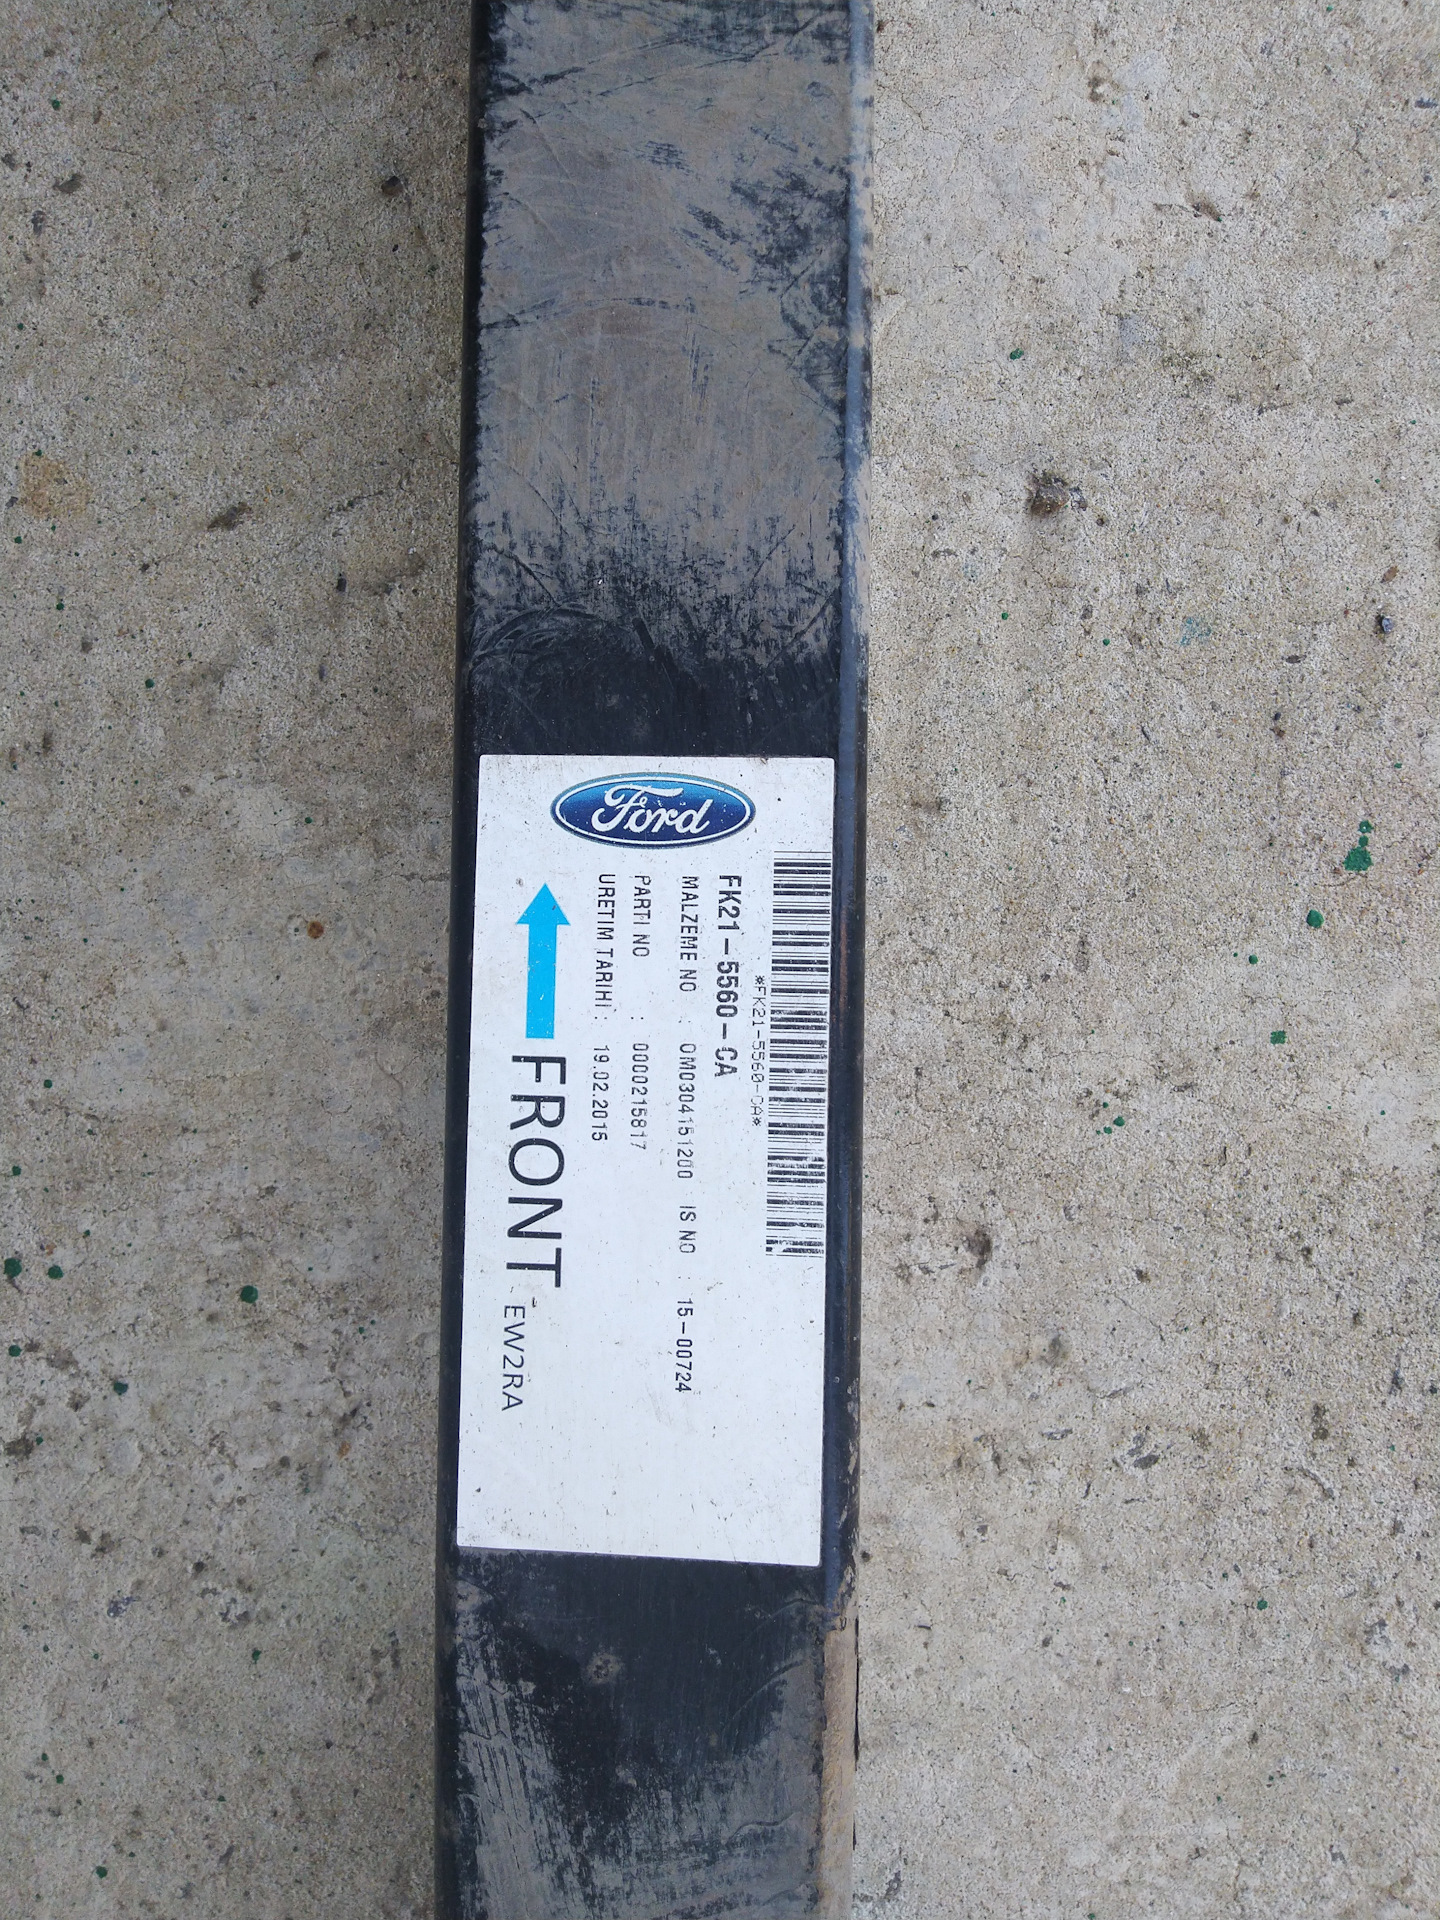 Ford
*FK21-5560-CA*
FK21-5560-CA
MALZEME NO : 0M0304151200 IS NO : 15-00724
PARTI NO : 0000215817
URETIM TARIHI : 19.02.2015
FRONT EW2RA